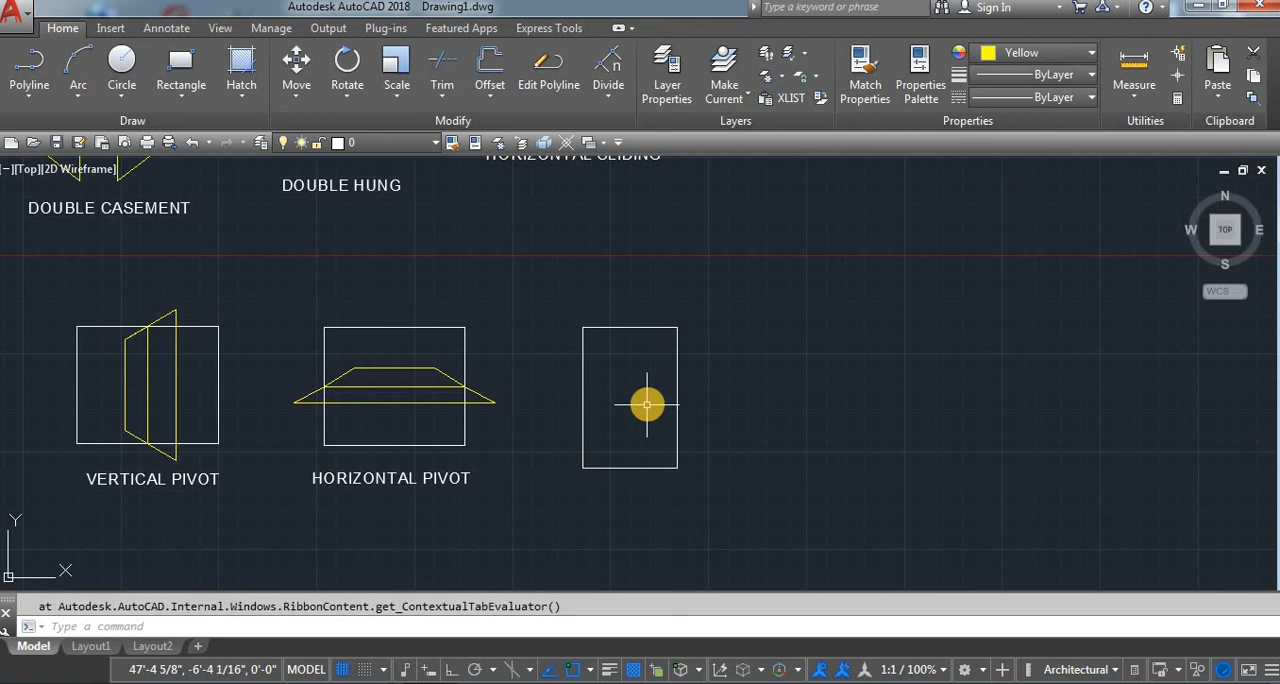 Autodesk AutoCAD 2018 Drawing1.dwg
Type a keyword or phrase
Sign In
Home Insert Annotate View Layout Manage Output Plug-ins Featured Apps Express Tools
Polyline Arc Circle Rectangle Hatch Move Rotate Scale Trim Offset Edit Polyline Divide
Layer Properties
Make Current
XLIST
Match Properties
Properties Palette
Yellow
ByLayer
ByLayer
Measure
Paste
Draw Modify Layers Properties Utilities Clipboard
0
[−][Top][2D Wireframe]
HORIZONTAL SLIDING
DOUBLE HUNG
DOUBLE CASEMENT
N
W TOP E
S
WCS
VERTICAL PIVOT
HORIZONTAL PIVOT
Y
X
at Autodesk.AutoCAD.Internal.Windows.RibbonContent.get_ContextualTabEvaluator()
Type a command
Model Layout1 Layout2 +
47'-4 5/8", -6'-4 1/16", 0'-0" MODEL 1:1 / 100% Architectural